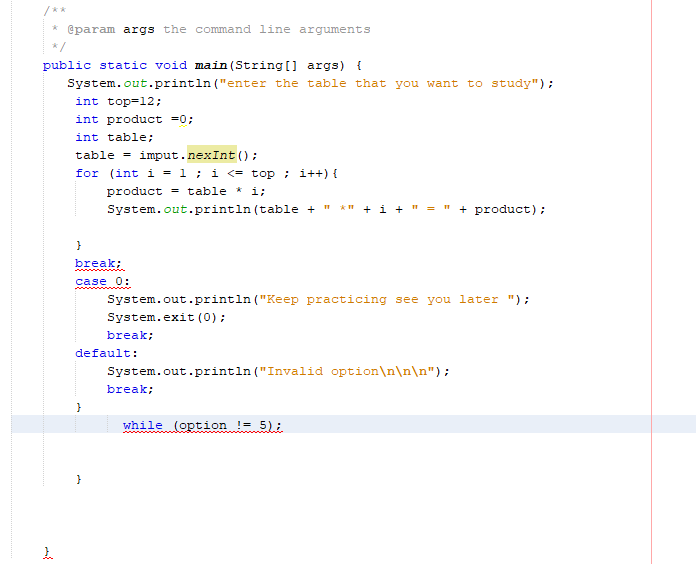 /**
* @param args the command line arguments
*/
public static void main(String[] args) {
System.out.println("enter the table that you want to study");
int top=12;
int product =0;
int table;
table = imput.nexInt();
for (int i = 1 ; i <= top ; i++){
product = table * i;
System.out.println(table + " *" + i + " = " + product);
}
break;
case 0:
System.out.println("Keep practicing see you later ");
System.exit(0);
break;
default:
System.out.println("Invalid option\n\n\n");
break;
}
while (option != 5);
}
}